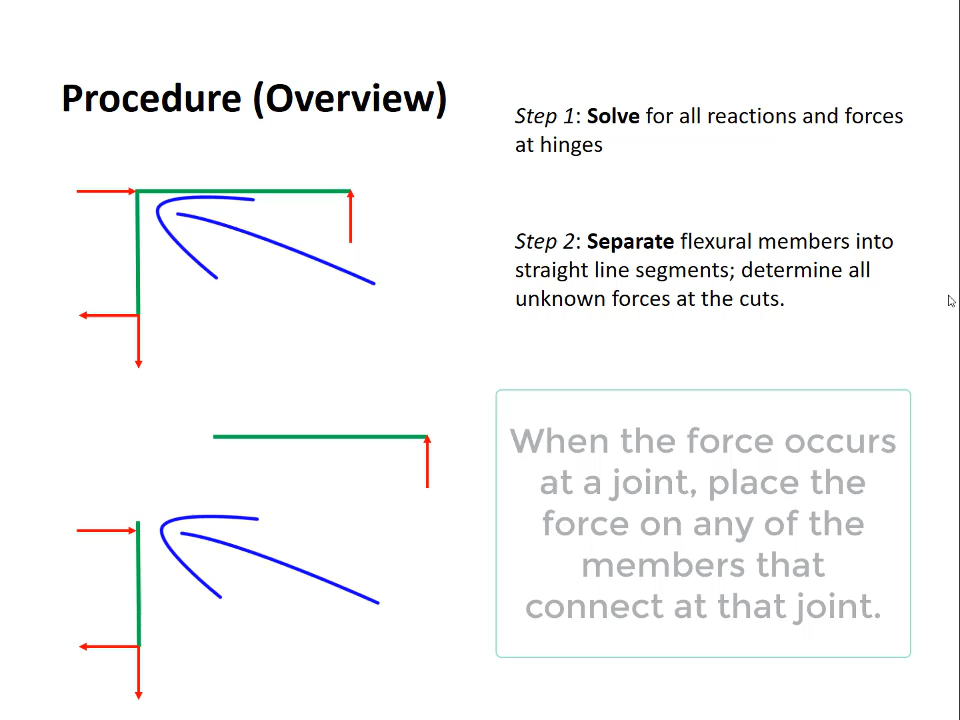 Procedure (Overview)
Step 1: Solve for all reactions and forces
at hinges
Step 2: Separate flexural members into
straight line segments; determine all
unknown forces at the cuts.
When the force occurs
at a joint, place the
force on any of the
members that
connect at that joint.